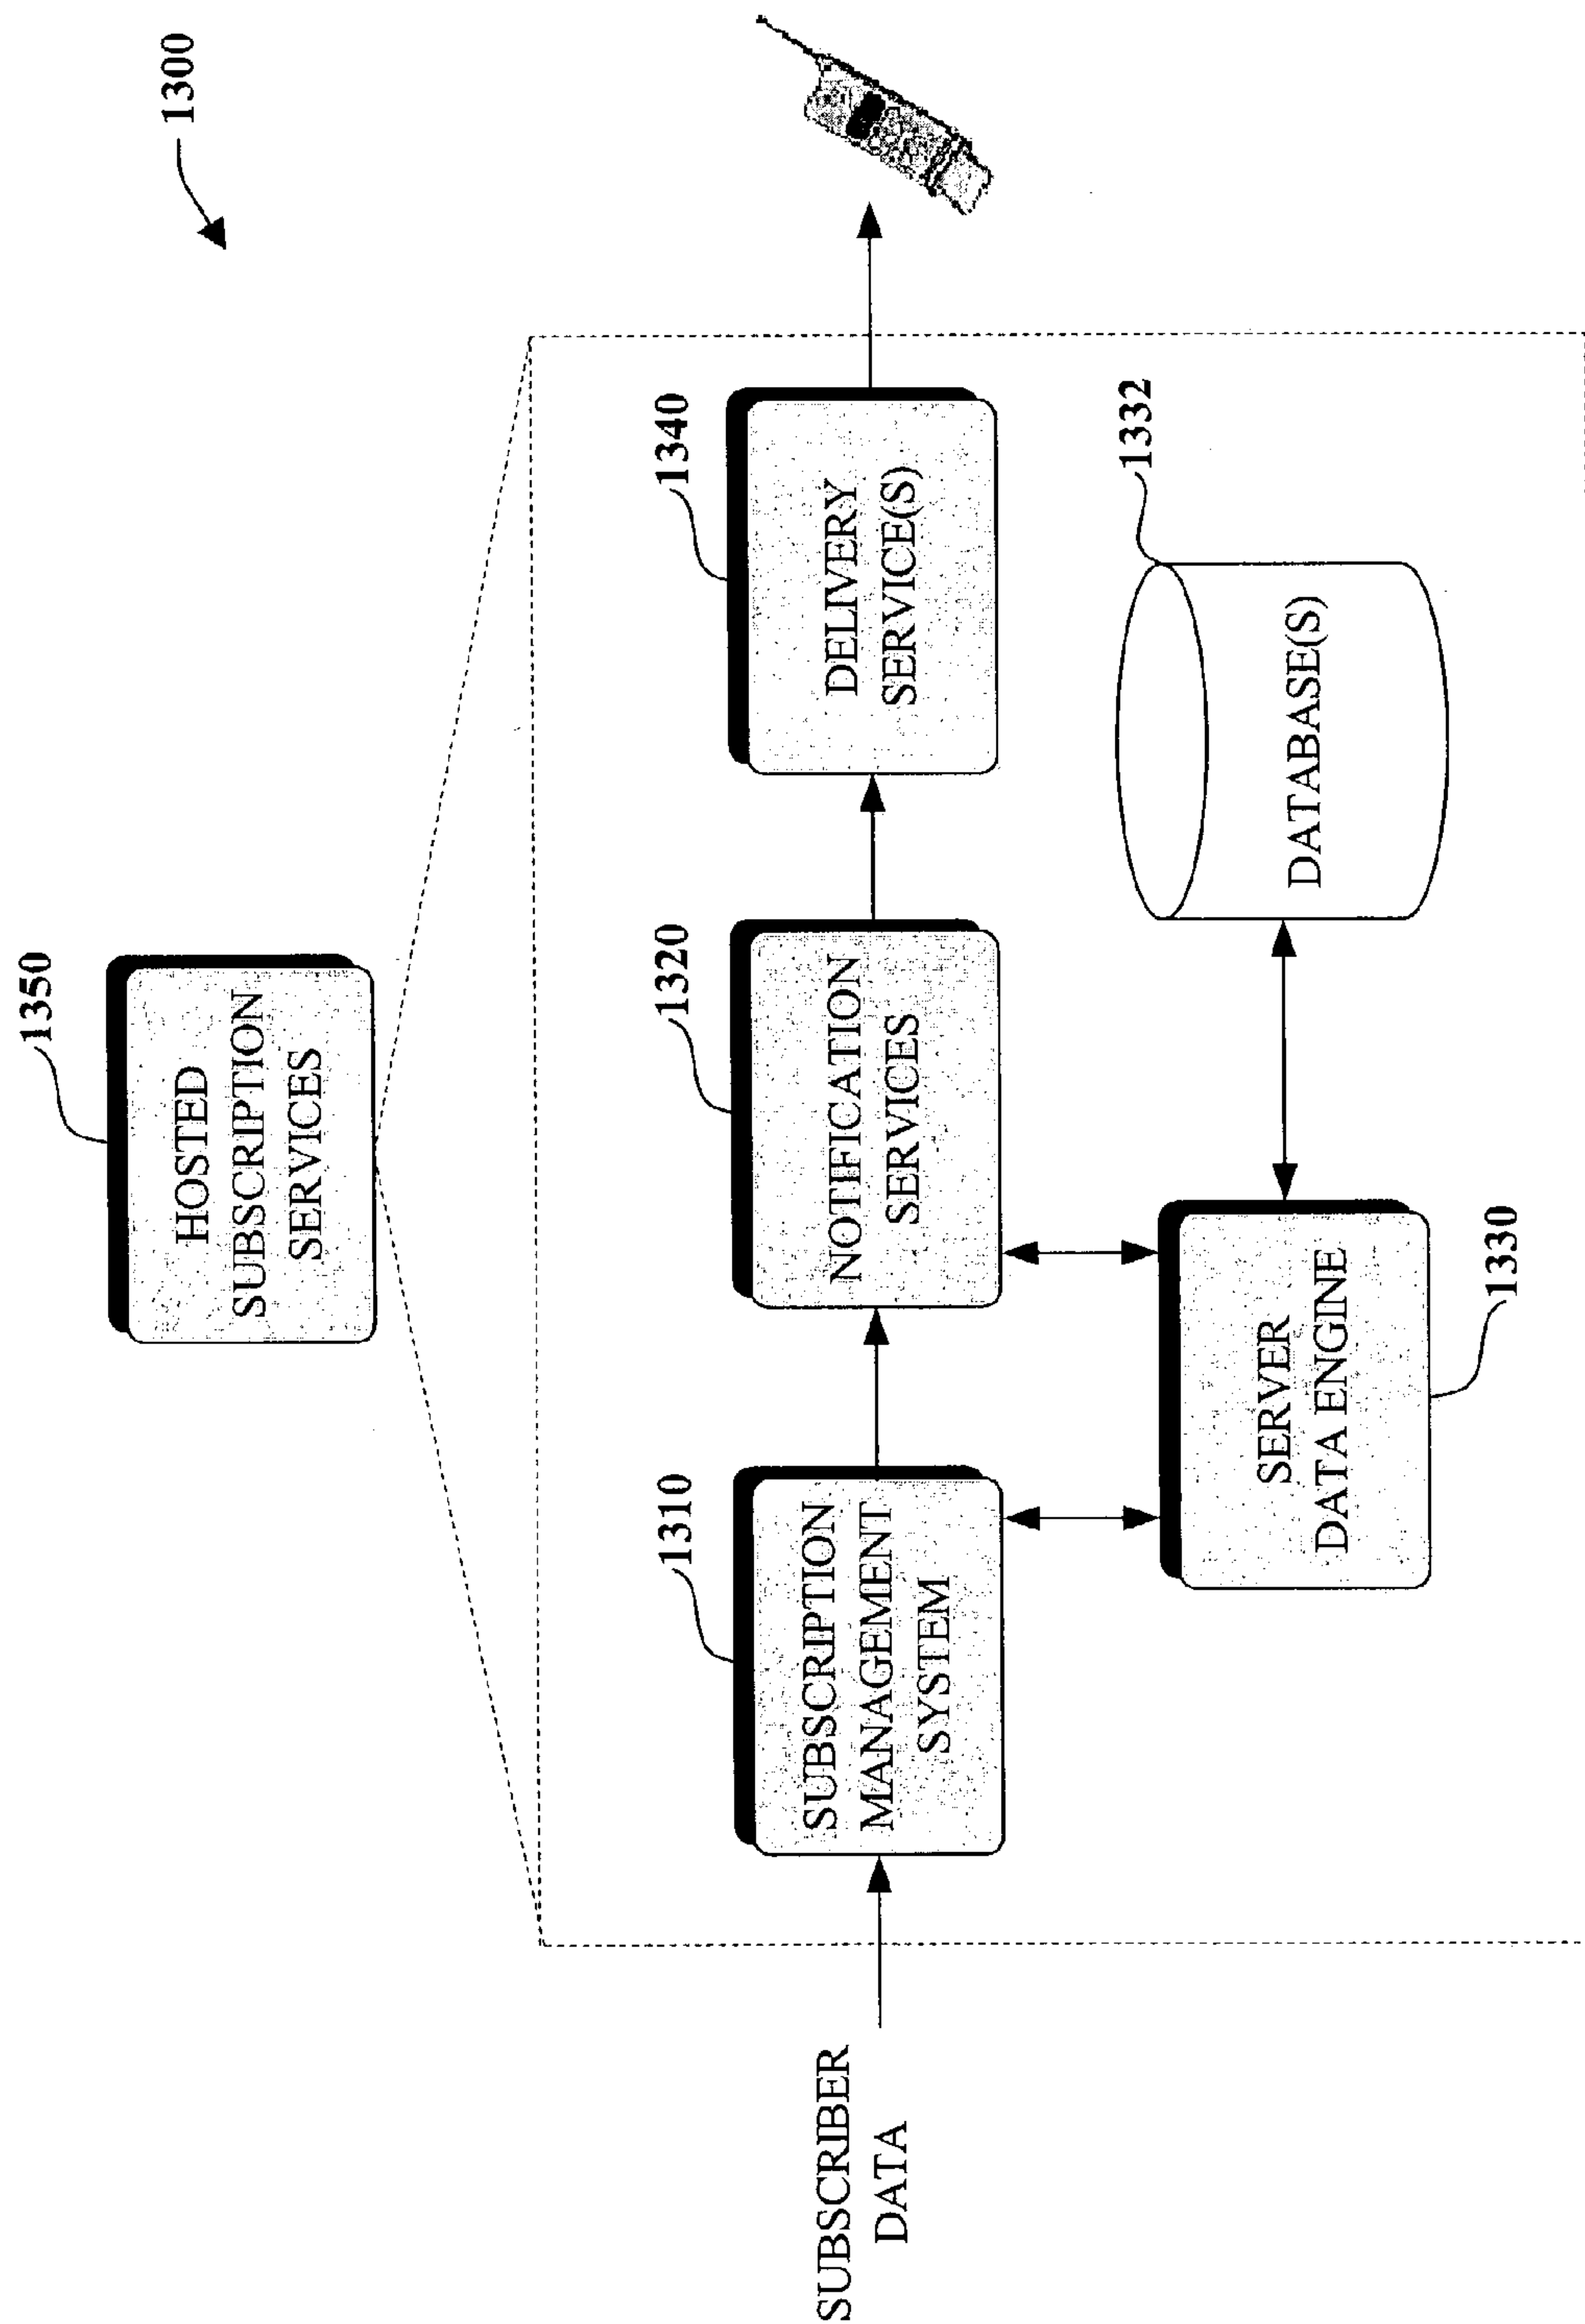 1300
1350
HOSTED
SUBSCRIPTION
SERVICES
1310
SUBSCRIPTION
MANAGEMENT
SYSTEM
1320
NOTIFICATION
SERVICES
1340
DELIVERY
SERVICE(S)
SUBSCRIBER
DATA
SERVER
DATA ENGINE
1330
1332
DATABASE(S)